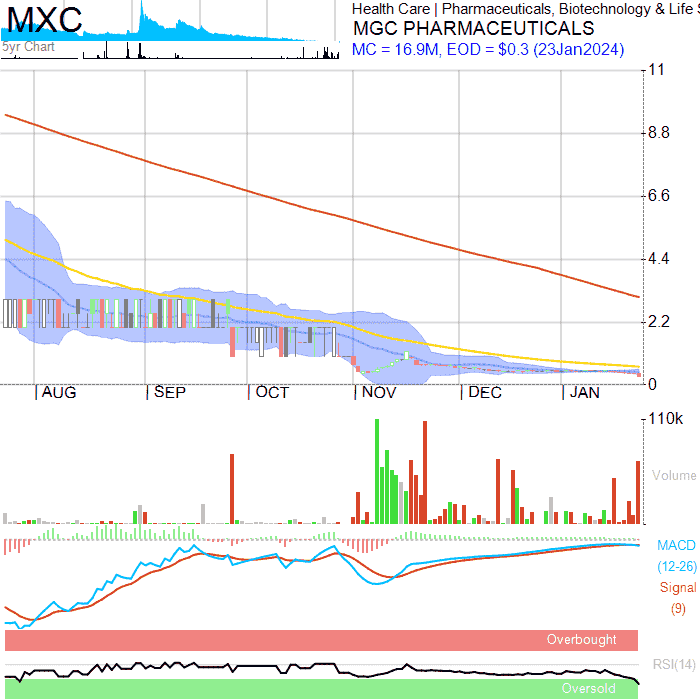 MXC
5yr Chart
Health Care | Pharmaceuticals, Biotechnology & Life S
MGC PHARMACEUTICALS
MC = 16.9M, EOD = $0.3 (23Jan2024)
11
8.8
6.6
4.4
2.2
0
AUG SEP OCT NOV DEC JAN
110k
Volume
MACD
(12-26)
Signal
(9)
Overbought
RSI(14)
Oversold